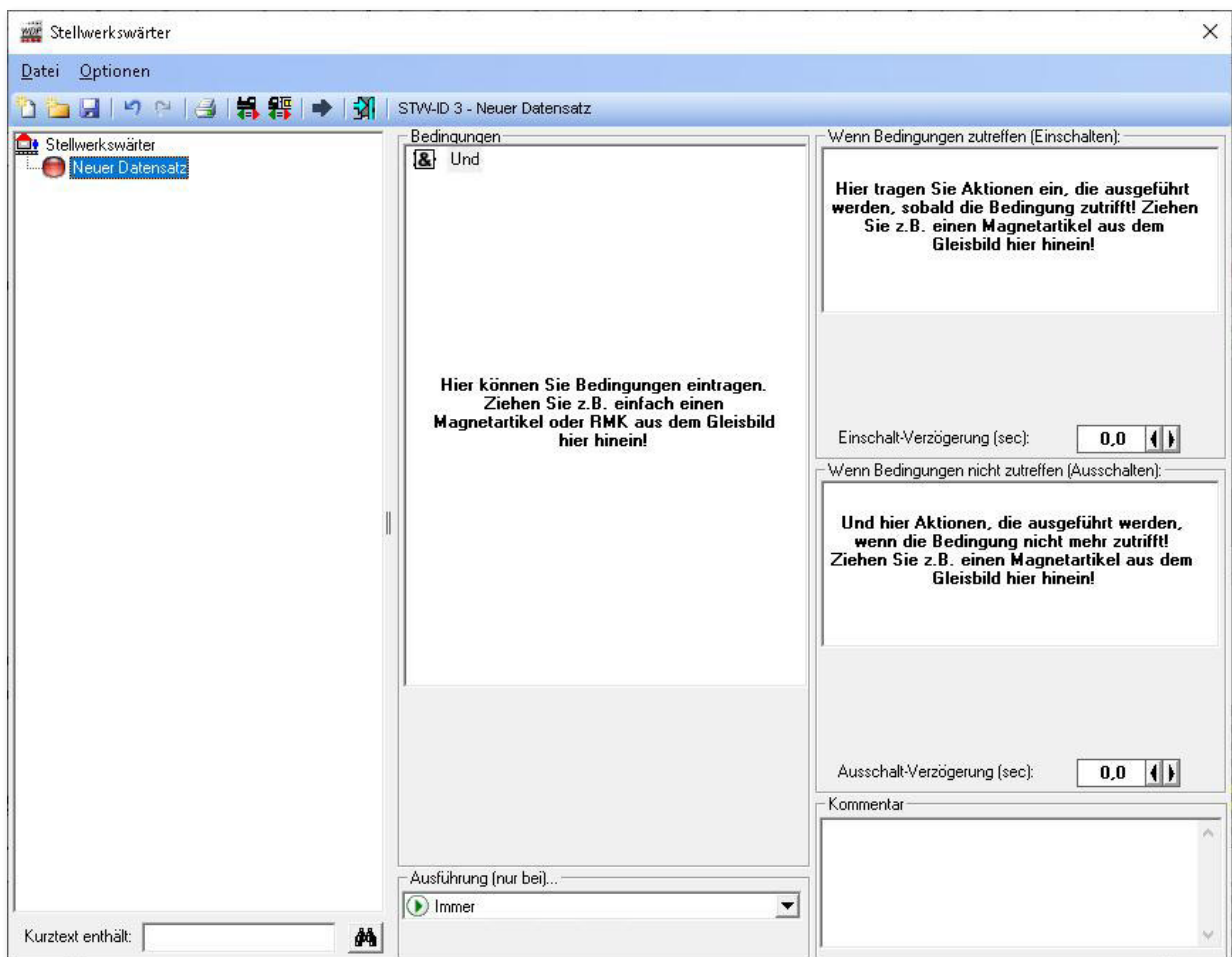 Stellwerkswärter
Datei Optionen
STW-ID 3 - Neuer Datensatz
Stellwerkswärter
Neuer Datensatz
Kurztext enthält:
Bedingungen
& Und
Hier können Sie Bedingungen eintragen.
Ziehen Sie z.B. einfach einen
Magnetartikel oder RMK aus dem Gleisbild
hier hinein!
Ausführung (nur bei)...
Immer
Wenn Bedingungen zutreffen (Einschalten):
Hier tragen Sie Aktionen ein, die ausgeführt
werden, sobald die Bedingung zutrifft! Ziehen
Sie z.B. einen Magnetartikel aus dem
Gleisbild hier hinein!
Einschalt-Verzögerung (sec): 0,0
Wenn Bedingungen nicht zutreffen (Ausschalten):
Und hier Aktionen, die ausgeführt werden,
wenn die Bedingung nicht mehr zutrifft!
Ziehen Sie z.B. einen Magnetartikel aus dem
Gleisbild hier hinein!
Ausschalt-Verzögerung (sec): 0,0
Kommentar